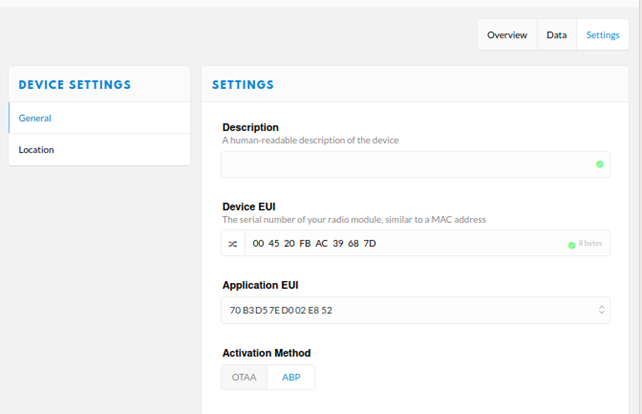 Overview Data Settings
DEVICE SETTINGS
General
Location
SETTINGS
Description
A human-readable description of the device
Device EUI
The serial number of your radio module, similar to a MAC address
00 45 20 FB AC 39 68 7D 8 bytes
Application EUI
70 B3 D5 7E D0 02 E8 52
Activation Method
OTAA ABP